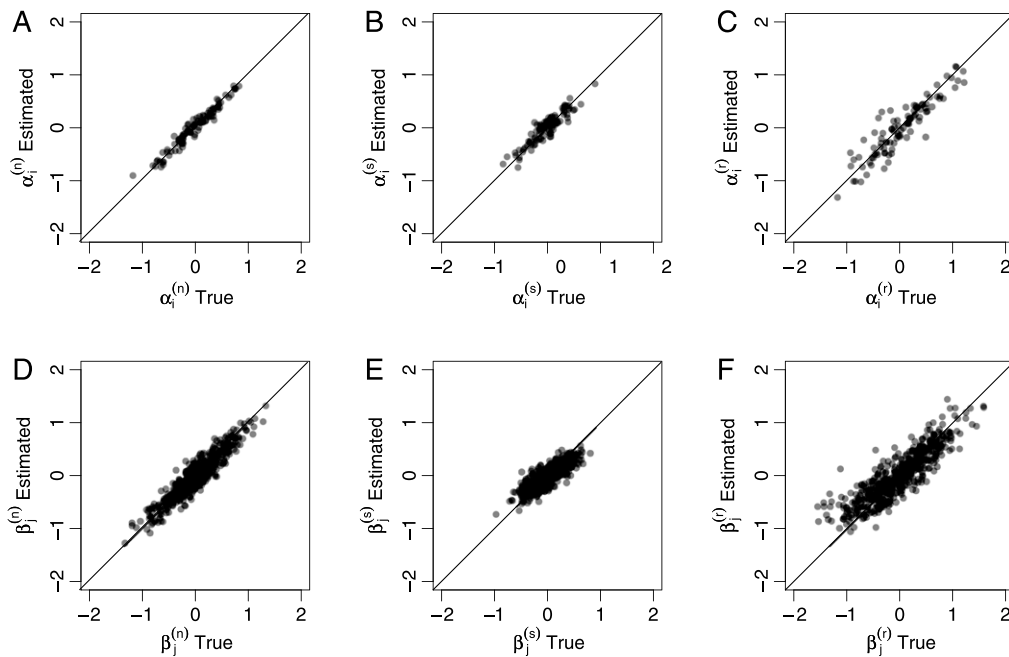 A
B
C
2
1
0
−1
−2
α_i^(n) Estimated
−2 −1 0 1 2
α_i^(n) True
2
1
0
−1
−2
α_i^(s) Estimated
−2 −1 0 1 2
α_i^(s) True
2
1
0
−1
−2
α_i^(r) Estimated
−2 −1 0 1 2
α_i^(r) True
D
E
F
2
1
0
−1
−2
β_j^(n) Estimated
−2 −1 0 1 2
β_j^(n) True
2
1
0
−1
−2
β_j^(s) Estimated
−2 −1 0 1 2
β_j^(s) True
2
1
0
−1
−2
β_j^(r) Estimated
−2 −1 0 1 2
β_j^(r) True